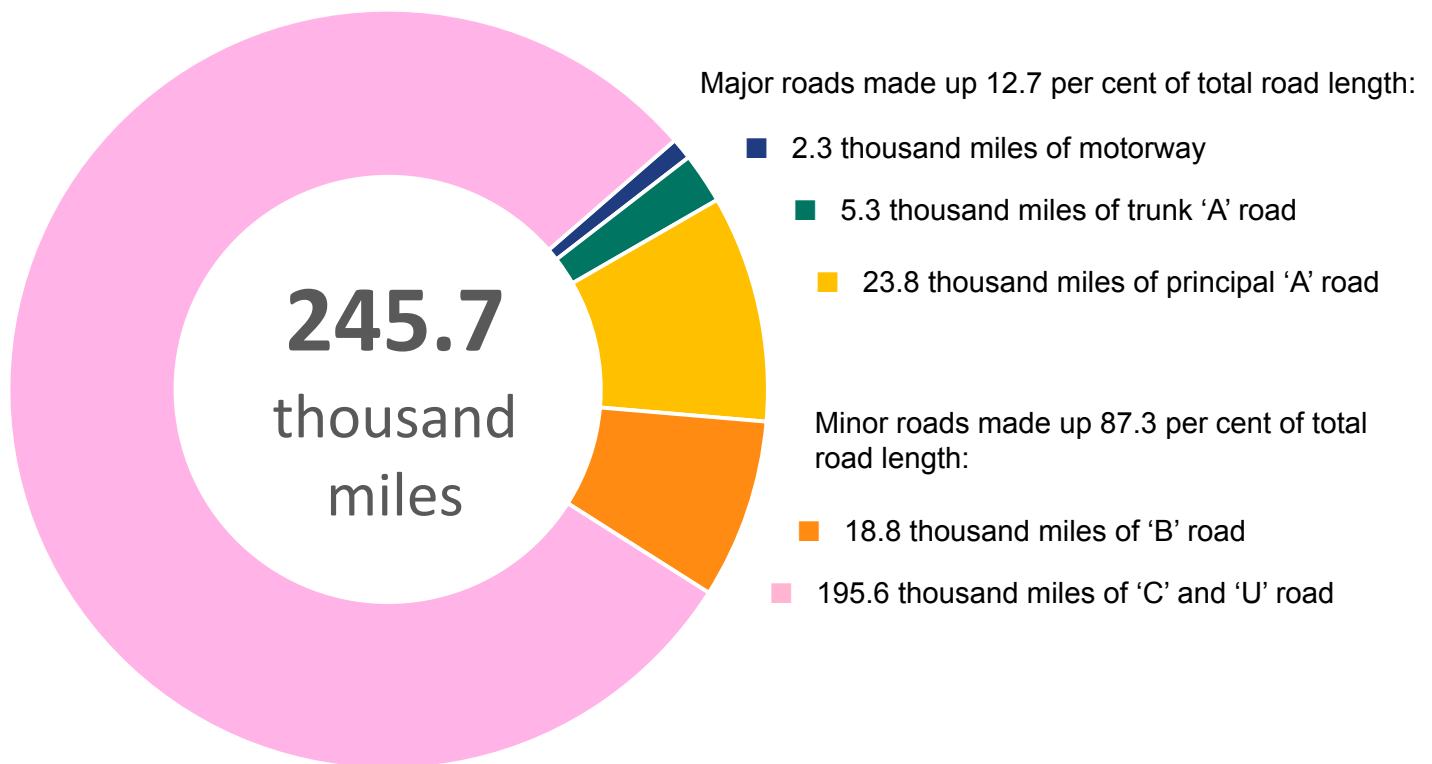 Major roads made up 12.7 per cent of total road length:
2.3 thousand miles of motorway
5.3 thousand miles of trunk ‘A’ road
23.8 thousand miles of principal ‘A’ road
245.7
thousand
miles
Minor roads made up 87.3 per cent of total
road length:
18.8 thousand miles of ‘B’ road
195.6 thousand miles of ‘C’ and ‘U’ road